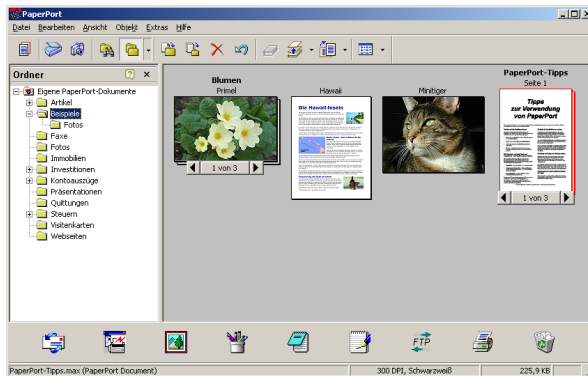 PaperPort
Datei Bearbeiten Ansicht Objekt Extras Hilfe
Ordner
Eigene PaperPort-Dokumente
Artikel
Beispiele
Fotos
Faxe
Fotos
Immobilien
Investitionen
Kontoauszüge
Präsentationen
Quittungen
Steuern
Visitenkarten
Webseiten
Blumen
Primel
1 von 3
Hawaii
Die Hawaii-Inseln
Minitiger
PaperPort-Tipps
Seite 1
Tipps
zur Verwendung
von PaperPort
1 von 3
FTP
PaperPort-Tipps.max (PaperPort Document)
300 DPI, Schwarzweiß
225,9 KB